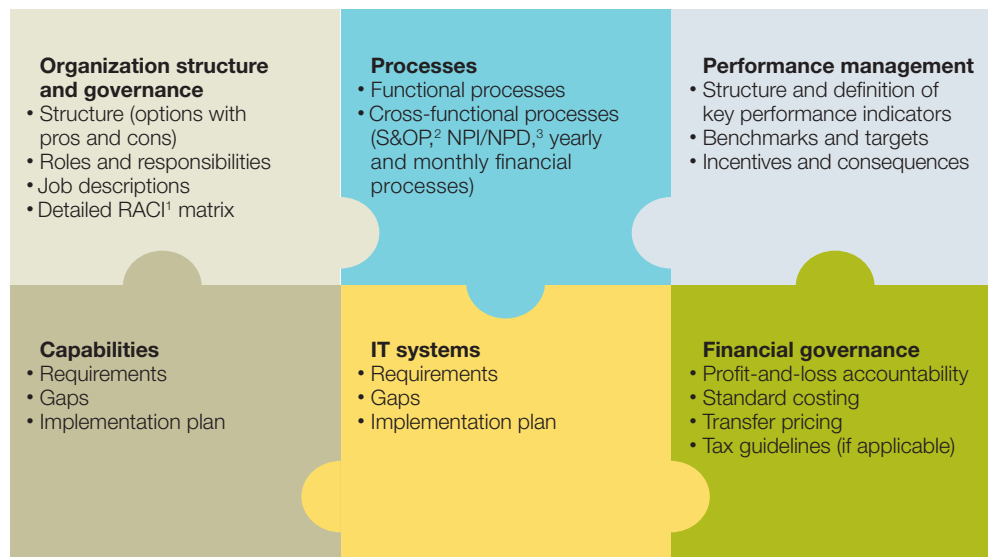 Organization structure
and governance
• Structure (options with
pros and cons)
• Roles and responsibilities
• Job descriptions
• Detailed RACI¹ matrix
Processes
• Functional processes
• Cross-functional processes
(S&OP,² NPI/NPD,³ yearly
and monthly financial
processes)
Performance management
• Structure and definition of
key performance indicators
• Benchmarks and targets
• Incentives and consequences
Capabilities
• Requirements
• Gaps
• Implementation plan
IT systems
• Requirements
• Gaps
• Implementation plan
Financial governance
• Profit-and-loss accountability
• Standard costing
• Transfer pricing
• Tax guidelines (if applicable)